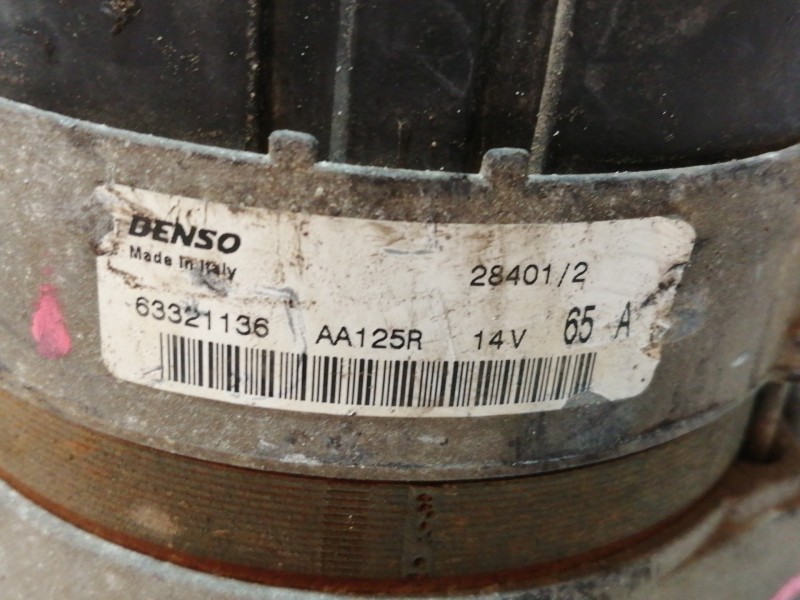 DENSO
Made in Italy
28401/2
63321136 AA125R 14V 65 A